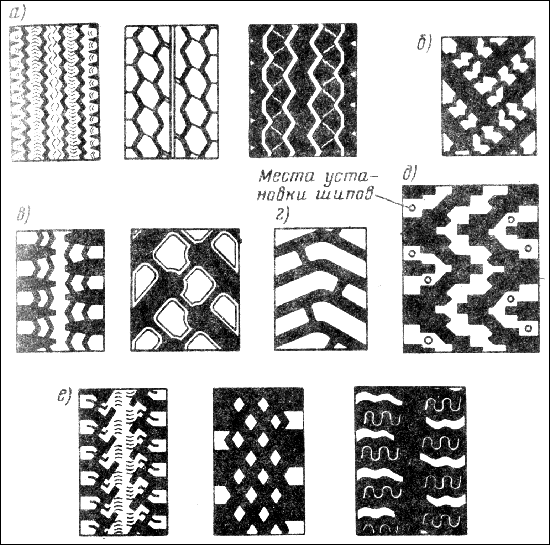 а)
б)
Места уста-
новки шипов
д)
в)
г)
е)